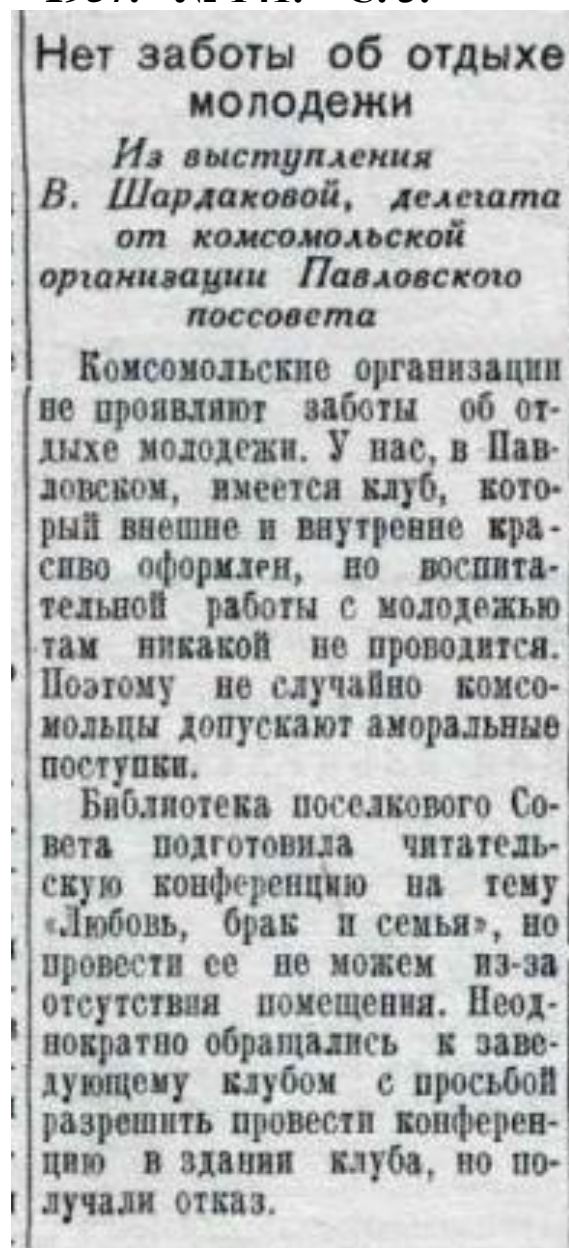 Нет заботы об отдыхе
молодежи
Из выступления
В. Шардаковой, делегата
от комсомольской
организации Павловского
поссовета
Комсомольские организации
не проявляют заботы об от-
дыхе молодежи. У нас, в Пав-
ловском, имеется клуб, кото-
рый внешне и внутренне кра-
сиво оформлен, но воспита-
тельной работы с молодежью
там никакой не проводится.
Поэтому не случайно комсо-
мольцы допускают аморальные
поступки.
Библиотека поселкового Со-
вета подготовила читатель-
скую конференцию на тему
«Любовь, брак и семья», но
провести ее не можем из-за
отсутствия помещения. Неод-
нократно обращались к заве-
дующему клубом с просьбой
разрешить провести конферен-
цию в здании клуба, но по-
лучали отказ.